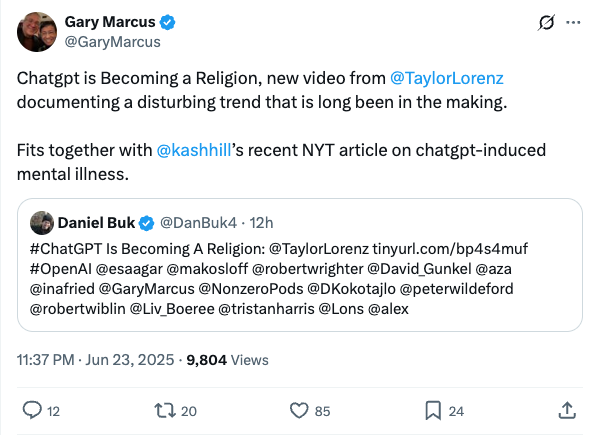 Gary Marcus
@GaryMarcus
Chatgpt is Becoming a Religion, new video from @TaylorLorenz
documenting a disturbing trend that is long been in the making.
Fits together with @kashhill’s recent NYT article on chatgpt-induced
mental illness.
Daniel Buk @DanBuk4 · 12h
#ChatGPT Is Becoming A Religion: @TaylorLorenz tinyurl.com/bp4s4muf
#OpenAI @esaagar @makosloff @robertwrighter @David_Gunkel @aza
@inafried @GaryMarcus @NonzeroPods @DKokotajlo @peterwildeford
@robertwiblin @Liv_Boeree @tristanharris @Lons @alex
11:37 PM · Jun 23, 2025 · 9,804 Views
12 20 85 24